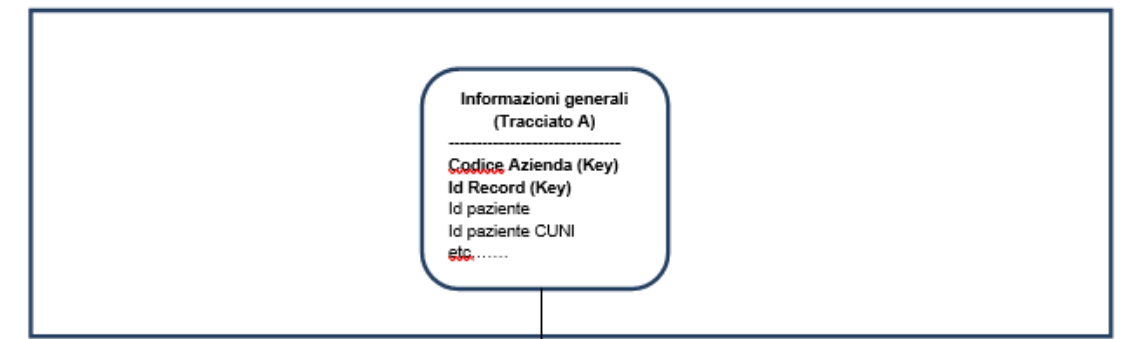 Informazioni generali
(Tracciato A)
--------------------------------
Codice Azienda (Key)
Id Record (Key)
Id paziente
Id paziente CUNI
etc.……